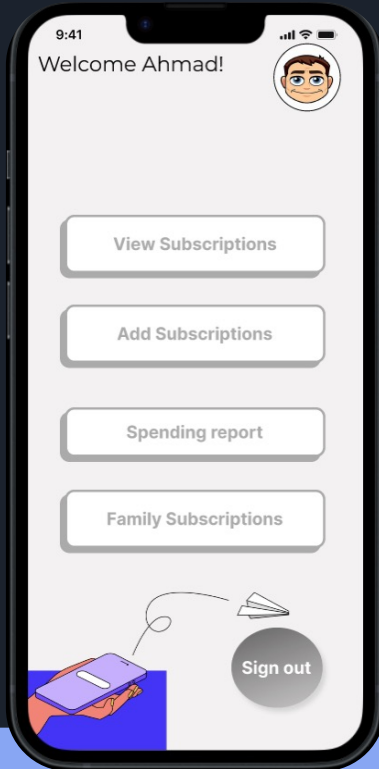 9:41
Welcome Ahmad!
View Subscriptions
Add Subscriptions
Spending report
Family Subscriptions
Sign out